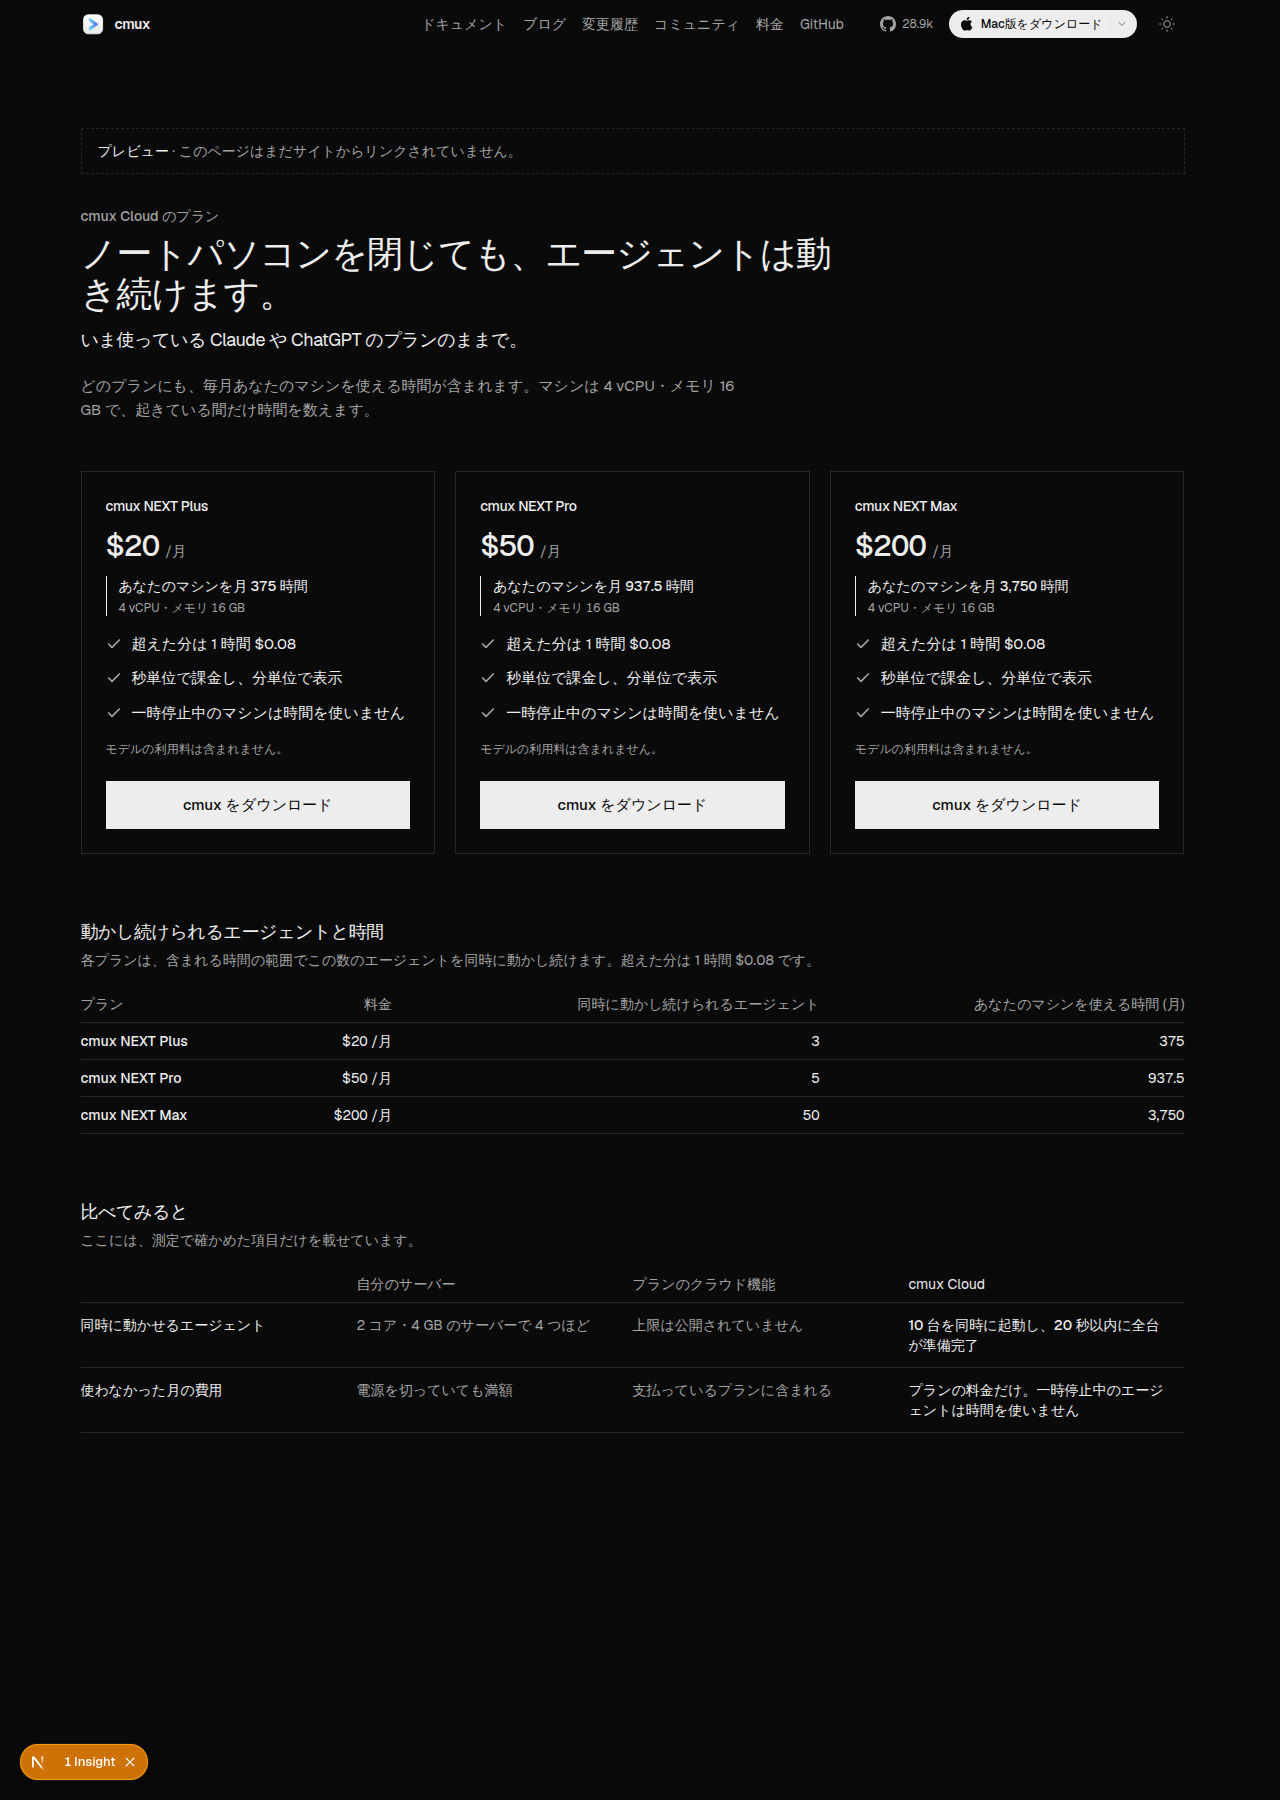 cmux
ドキュメント ブログ 変更履歴 コミュニティ 料金 GitHub 28.9k Mac版をダウンロード
プレビュー · このページはまだサイトからリンクされていません。
cmux Cloud のプラン
ノートパソコンを閉じても、エージェントは動
き続けます。
いま使っている Claude や ChatGPT のプランのままで。
どのプランにも、毎月あなたのマシンを使える時間が含まれます。マシンは 4 vCPU・メモリ 16
GB で、起きている間だけ時間を数えます。
cmux NEXT Plus
$20 /月
あなたのマシンを月 375 時間
4 vCPU・メモリ 16 GB
超えた分は 1 時間 $0.08
秒単位で課金し、分単位で表示
一時停止中のマシンは時間を使いません
モデルの利用料は含まれません。
cmux をダウンロード
cmux NEXT Pro
$50 /月
あなたのマシンを月 937.5 時間
4 vCPU・メモリ 16 GB
超えた分は 1 時間 $0.08
秒単位で課金し、分単位で表示
一時停止中のマシンは時間を使いません
モデルの利用料は含まれません。
cmux をダウンロード
cmux NEXT Max
$200 /月
あなたのマシンを月 3,750 時間
4 vCPU・メモリ 16 GB
超えた分は 1 時間 $0.08
秒単位で課金し、分単位で表示
一時停止中のマシンは時間を使いません
モデルの利用料は含まれません。
cmux をダウンロード
動かし続けられるエージェントと時間
各プランは、含まれる時間の範囲でこの数のエージェントを同時に動かし続けます。超えた分は 1 時間 $0.08 です。
プラン 料金 同時に動かし続けられるエージェント あなたのマシンを使える時間 (月)
cmux NEXT Plus $20 /月 3 375
cmux NEXT Pro $50 /月 5 937.5
cmux NEXT Max $200 /月 50 3,750
比べてみると
ここには、測定で確かめた項目だけを載せています。
自分のサーバー プランのクラウド機能 cmux Cloud
同時に動かせるエージェント 2 コア・4 GB のサーバーで 4 つほど 上限は公開されていません 10 台を同時に起動し、20 秒以内に全台
が準備完了
使わなかった月の費用 電源を切っていても満額 支払っているプランに含まれる プランの料金だけ。一時停止中のエージ
ェントは時間を使いません
1 Insight